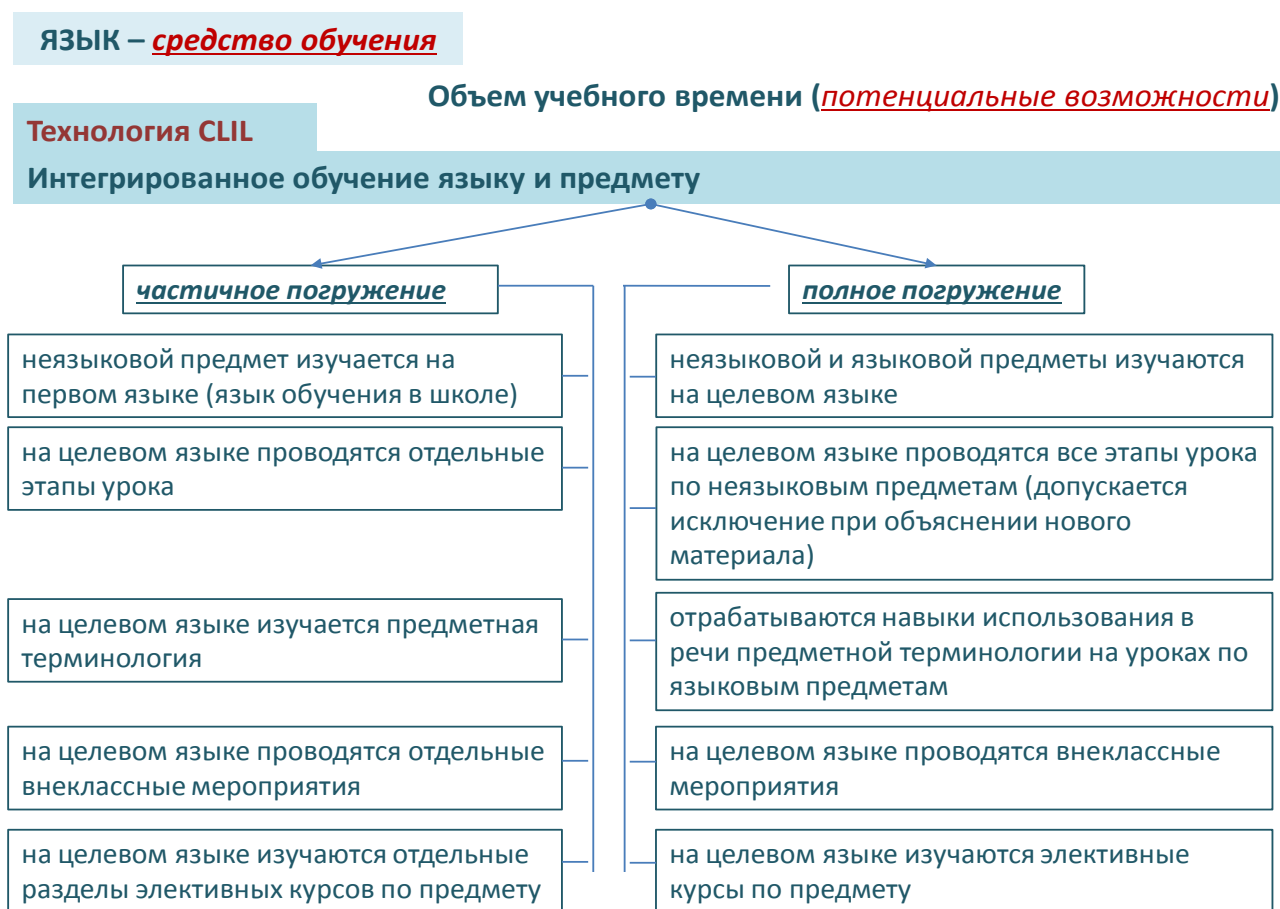 ЯЗЫК – средство обучения
Объем учебного времени (потенциальные возможности)
Технология CLIL
Интегрированное обучение языку и предмету
частичное погружение
неязыковой предмет изучается на
первом языке (язык обучения в школе)
на целевом языке проводятся отдельные
этапы урока
на целевом языке изучается предметная
терминология
на целевом языке проводятся отдельные
внеклассные мероприятия
на целевом языке изучаются отдельные
разделы элективных курсов по предмету
полное погружение
неязыковой и языковой предметы изучаются
на целевом языке
на целевом языке проводятся все этапы урока
по неязыковым предметам (допускается
исключение при объяснении нового
материала)
отрабатываются навыки использования в
речи предметной терминологии на уроках по
языковым предметам
на целевом языке проводятся внеклассные
мероприятия
на целевом языке изучаются элективные
курсы по предмету